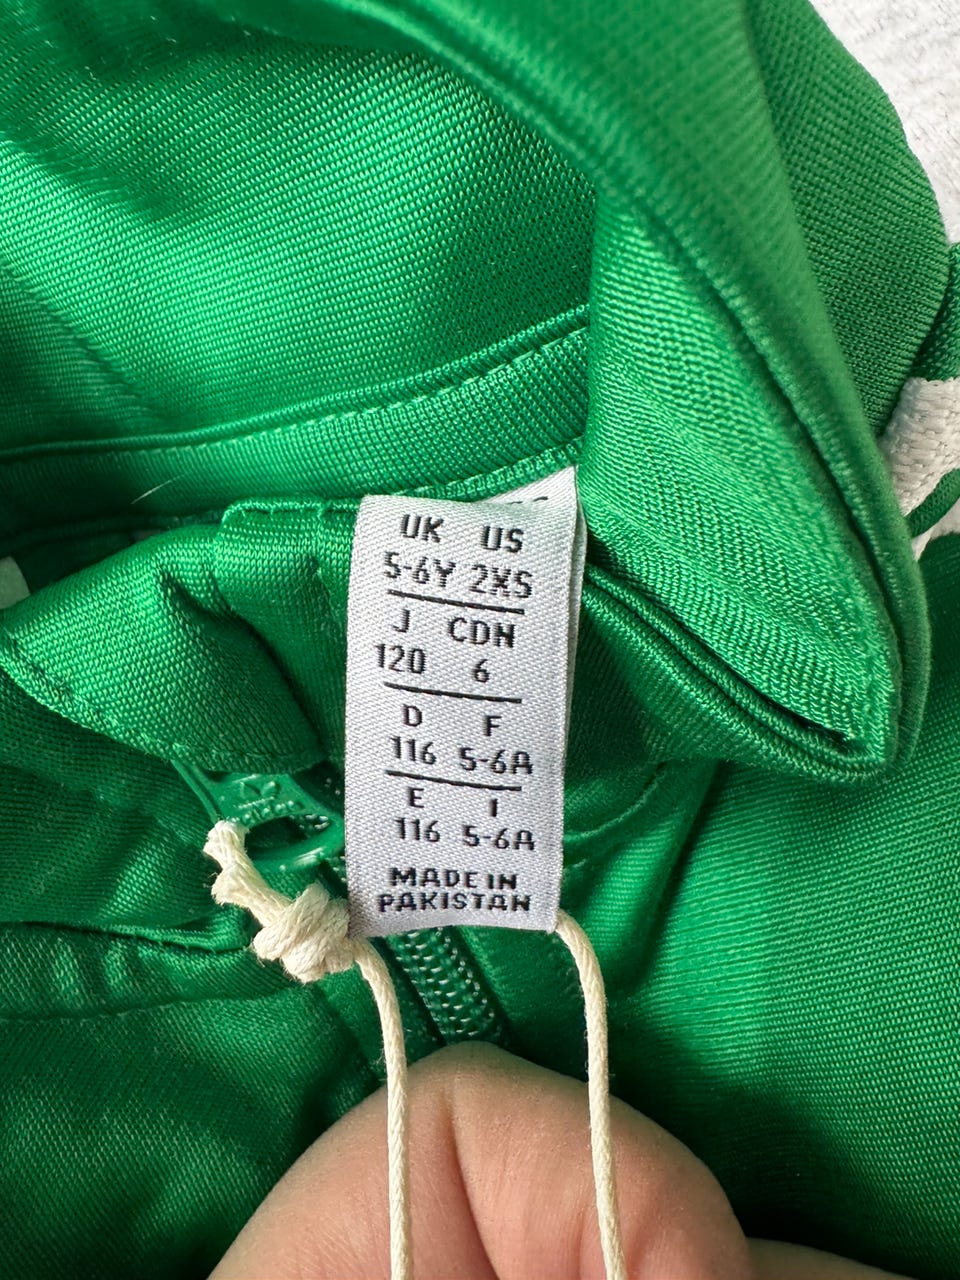 UK US
5-6Y 2XS
J CDN
120 6
D F
116 5-6A
E I
116 5-6A
MADE IN
PAKISTAN